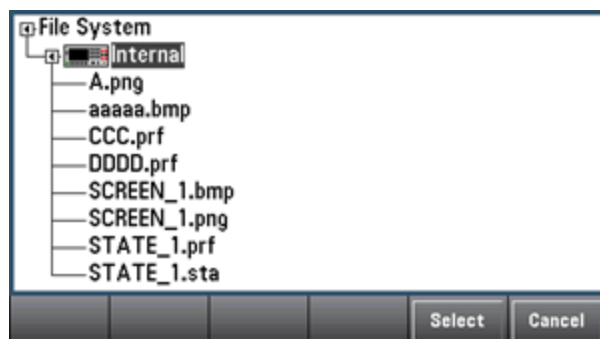 File System
Internal
A.png
aaaaa.bmp
CCC.prf
DDDD.prf
SCREEN_1.bmp
SCREEN_1.png
STATE_1.prf
STATE_1.sta
Select Cancel